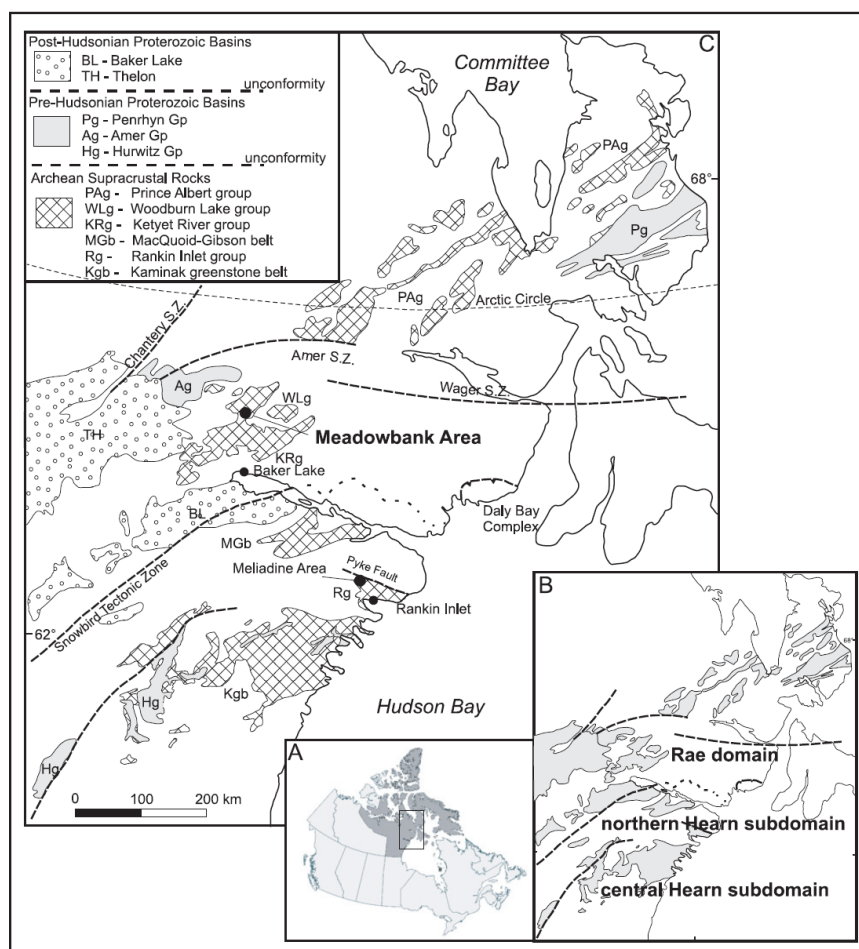 Post-Hudsonian Proterozoic Basins
BL - Baker Lake
TH - Thelon
unconformity
Pre-Hudsonian Proterozoic Basins
Pg - Penrhyn Gp
Ag - Amer Gp
Hg - Hurwitz Gp
unconformity
Archean Supracrustal Rocks
PAg - Prince Albert group
WLg - Woodburn Lake group
KRg - Ketyet River group
MGb - MacQuoid-Gibson belt
Rg - Rankin Inlet group
Kgb - Kaminak greenstone belt
C
Committee
Bay
PAg
68°
Pg
PAg
Arctic Circle
Chantery S.Z.
Amer S.Z.
Wager S.Z.
Ag
WLg
TH
Meadowbank Area
KRg
Baker Lake
BL
Daly Bay
Complex
MGb
Meliadine Area
Pyke Fault
Rg
Rankin Inlet
Snowbird Tectonic Zone
62°
Kgb
Hg
Hudson Bay
Hg
0 100 200 km
A
B
68°
Rae domain
northern Hearn subdomain
central Hearn subdomain